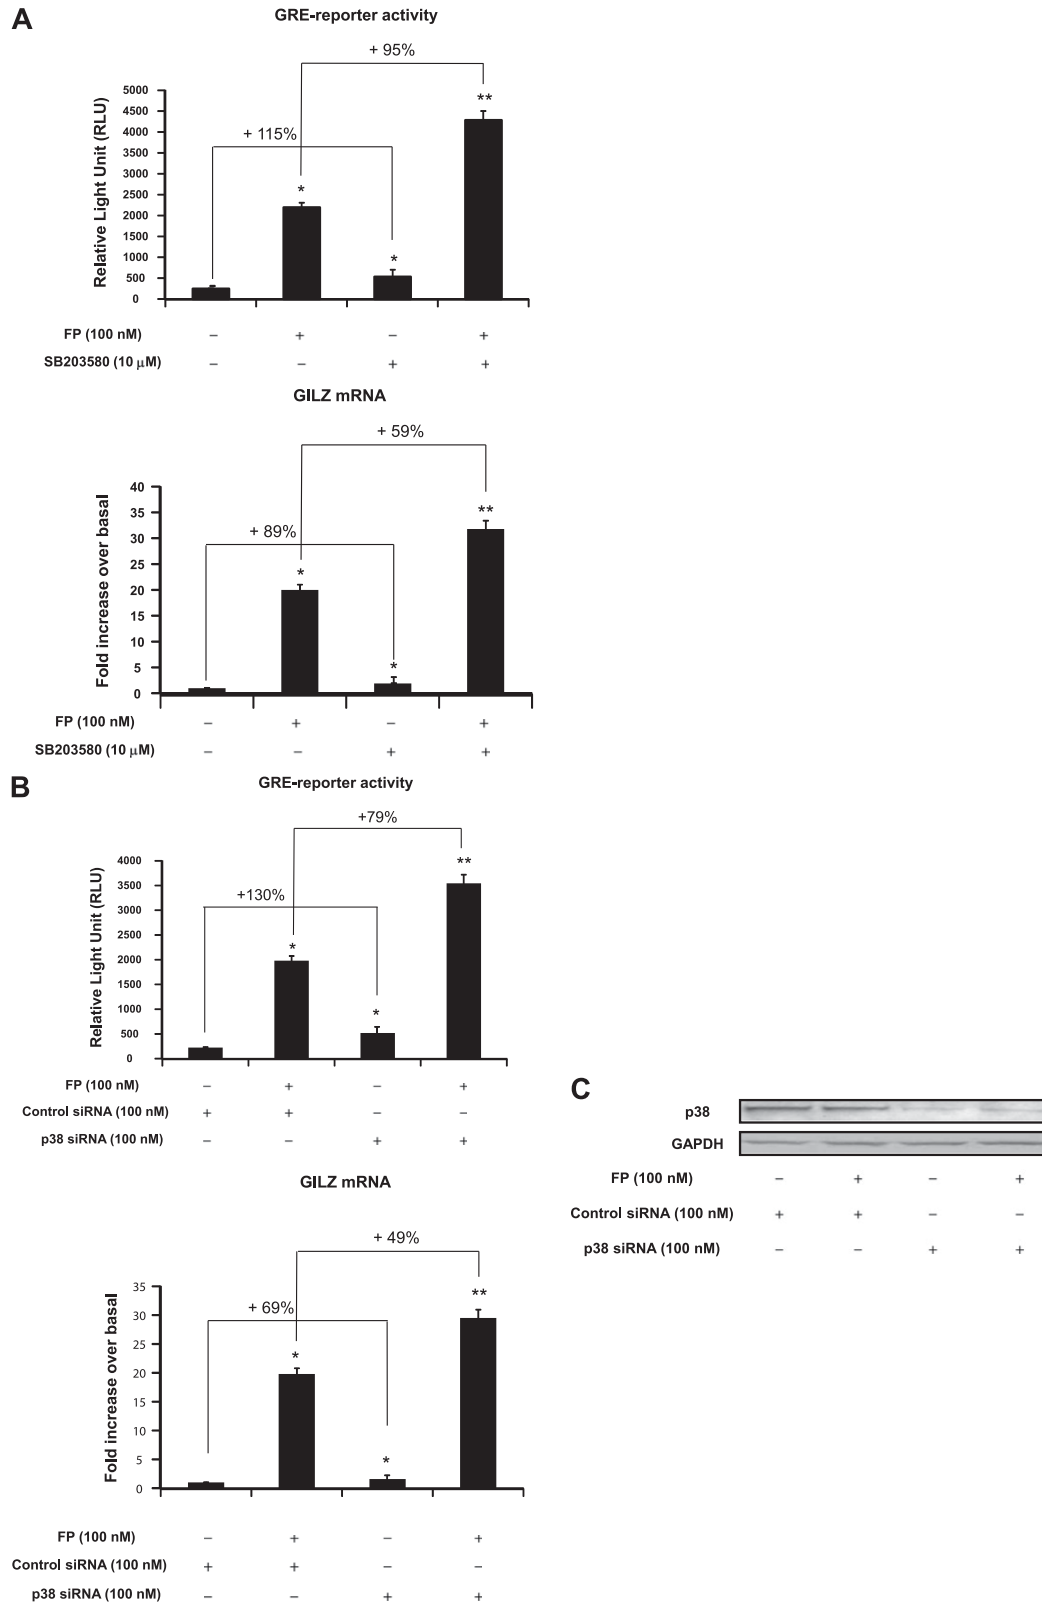 A
GRE-reporter activity
+ 95%
+ 115%
Relative Light Unit (RLU)
5000
4500
4000
3500
3000
2500
2000
1500
1000
500
0
*
*
**
FP (100 nM) – + – +
SB203580 (10 μM) – – + +
GILZ mRNA
+ 59%
+ 89%
Fold increase over basal
40
35
30
25
20
15
10
5
0
*
*
**
FP (100 nM) – + – +
SB203580 (10 μM) – – + +
B
GRE-reporter activity
+79%
+130%
Relative Light Unit (RLU)
4000
3500
3000
2500
2000
1500
1000
500
0
*
*
**
FP (100 nM) – + – +
Control siRNA (100 nM) + + – –
p38 siRNA (100 nM) – – + +
GILZ mRNA
+ 49%
+ 69%
Fold increase over basal
35
30
25
20
15
10
5
0
*
*
**
FP (100 nM) – + – +
Control siRNA (100 nM) + + – –
p38 siRNA (100 nM) – – + +
C
p38
GAPDH
FP (100 nM) – + – +
Control siRNA (100 nM) + + – –
p38 siRNA (100 nM) – – + +